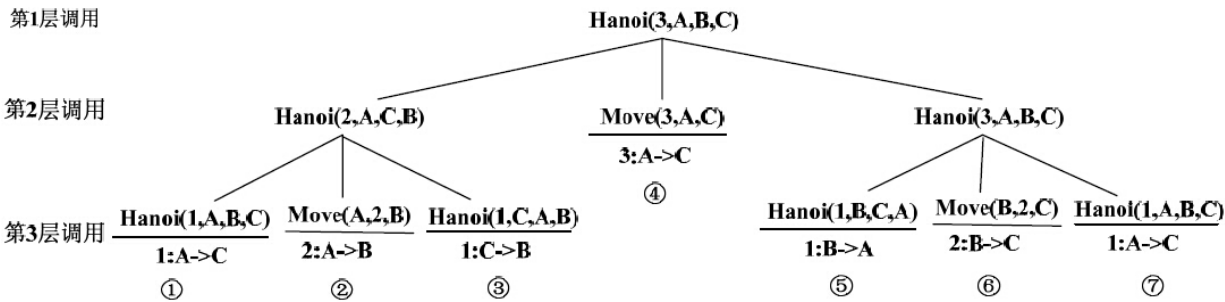 第1层调用 Hanoi(3,A,B,C)
第2层调用 Hanoi(2,A,C,B) Move(3,A,C) Hanoi(3,A,B,C)
3:A->C
④
第3层调用 Hanoi(1,A,B,C) Move(A,2,B) Hanoi(1,C,A,B) Hanoi(1,B,C,A) Move(B,2,C) Hanoi(1,A,B,C)
1:A->C 2:A->B 1:C->B 1:B->A 2:B->C 1:A->C
① ② ③ ⑤ ⑥ ⑦